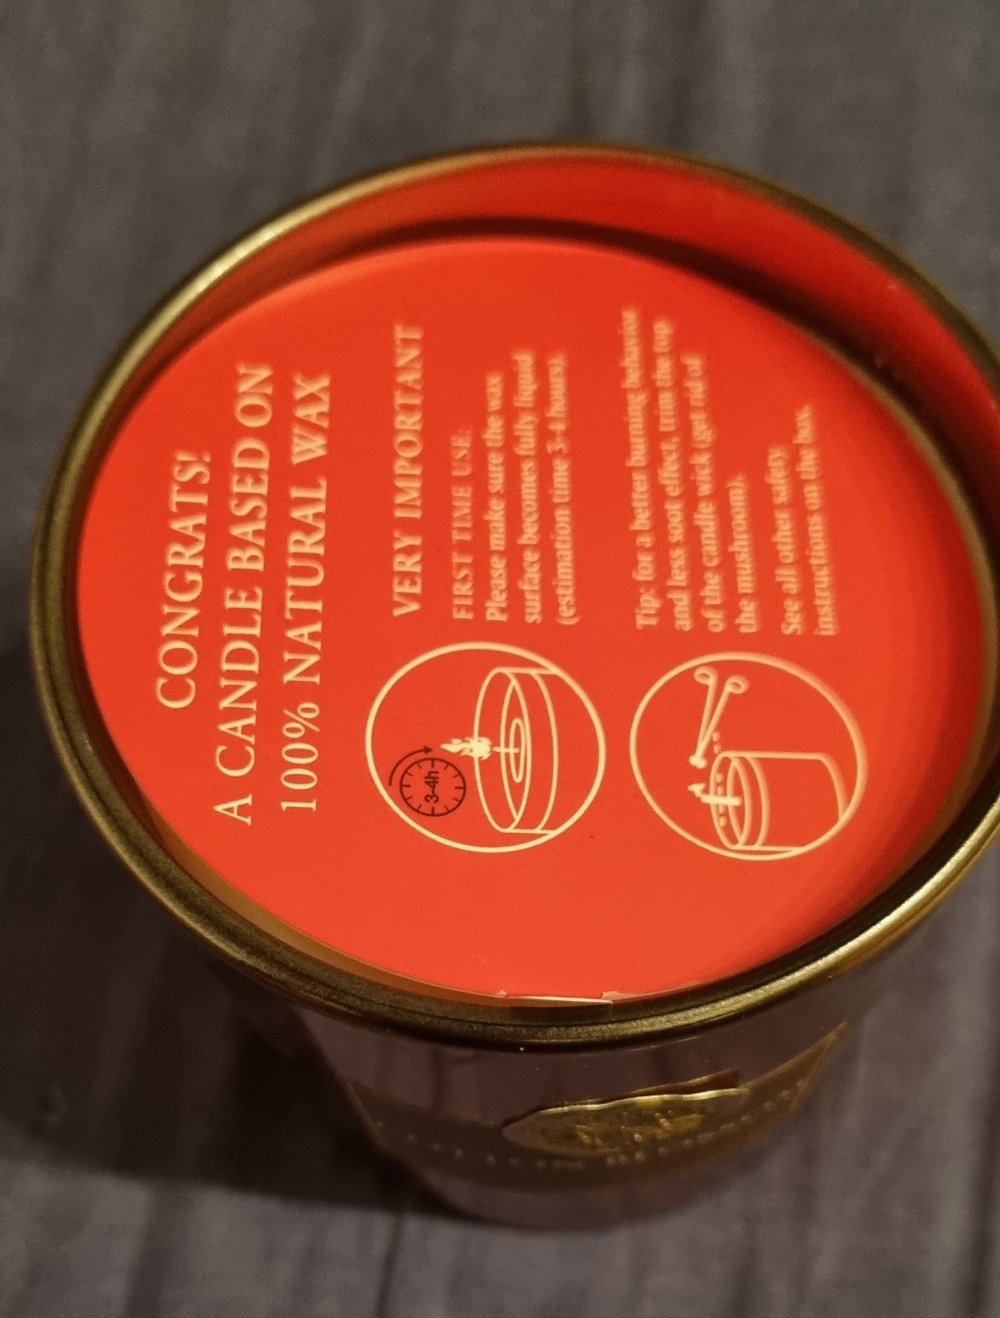 CONGRATS!
A CANDLE BASED ON
100% NATURAL WAX
VERY IMPORTANT
FIRST TIME USE:
Please make sure the wax
surface becomes fully liquid
(estimation time 3-4 hours).
3-4h
Tip: for a better burning behavior
and less soot effect, trim the top
of the candle wick (get rid of
the mushroom).
See all other safety
instructions on the box.